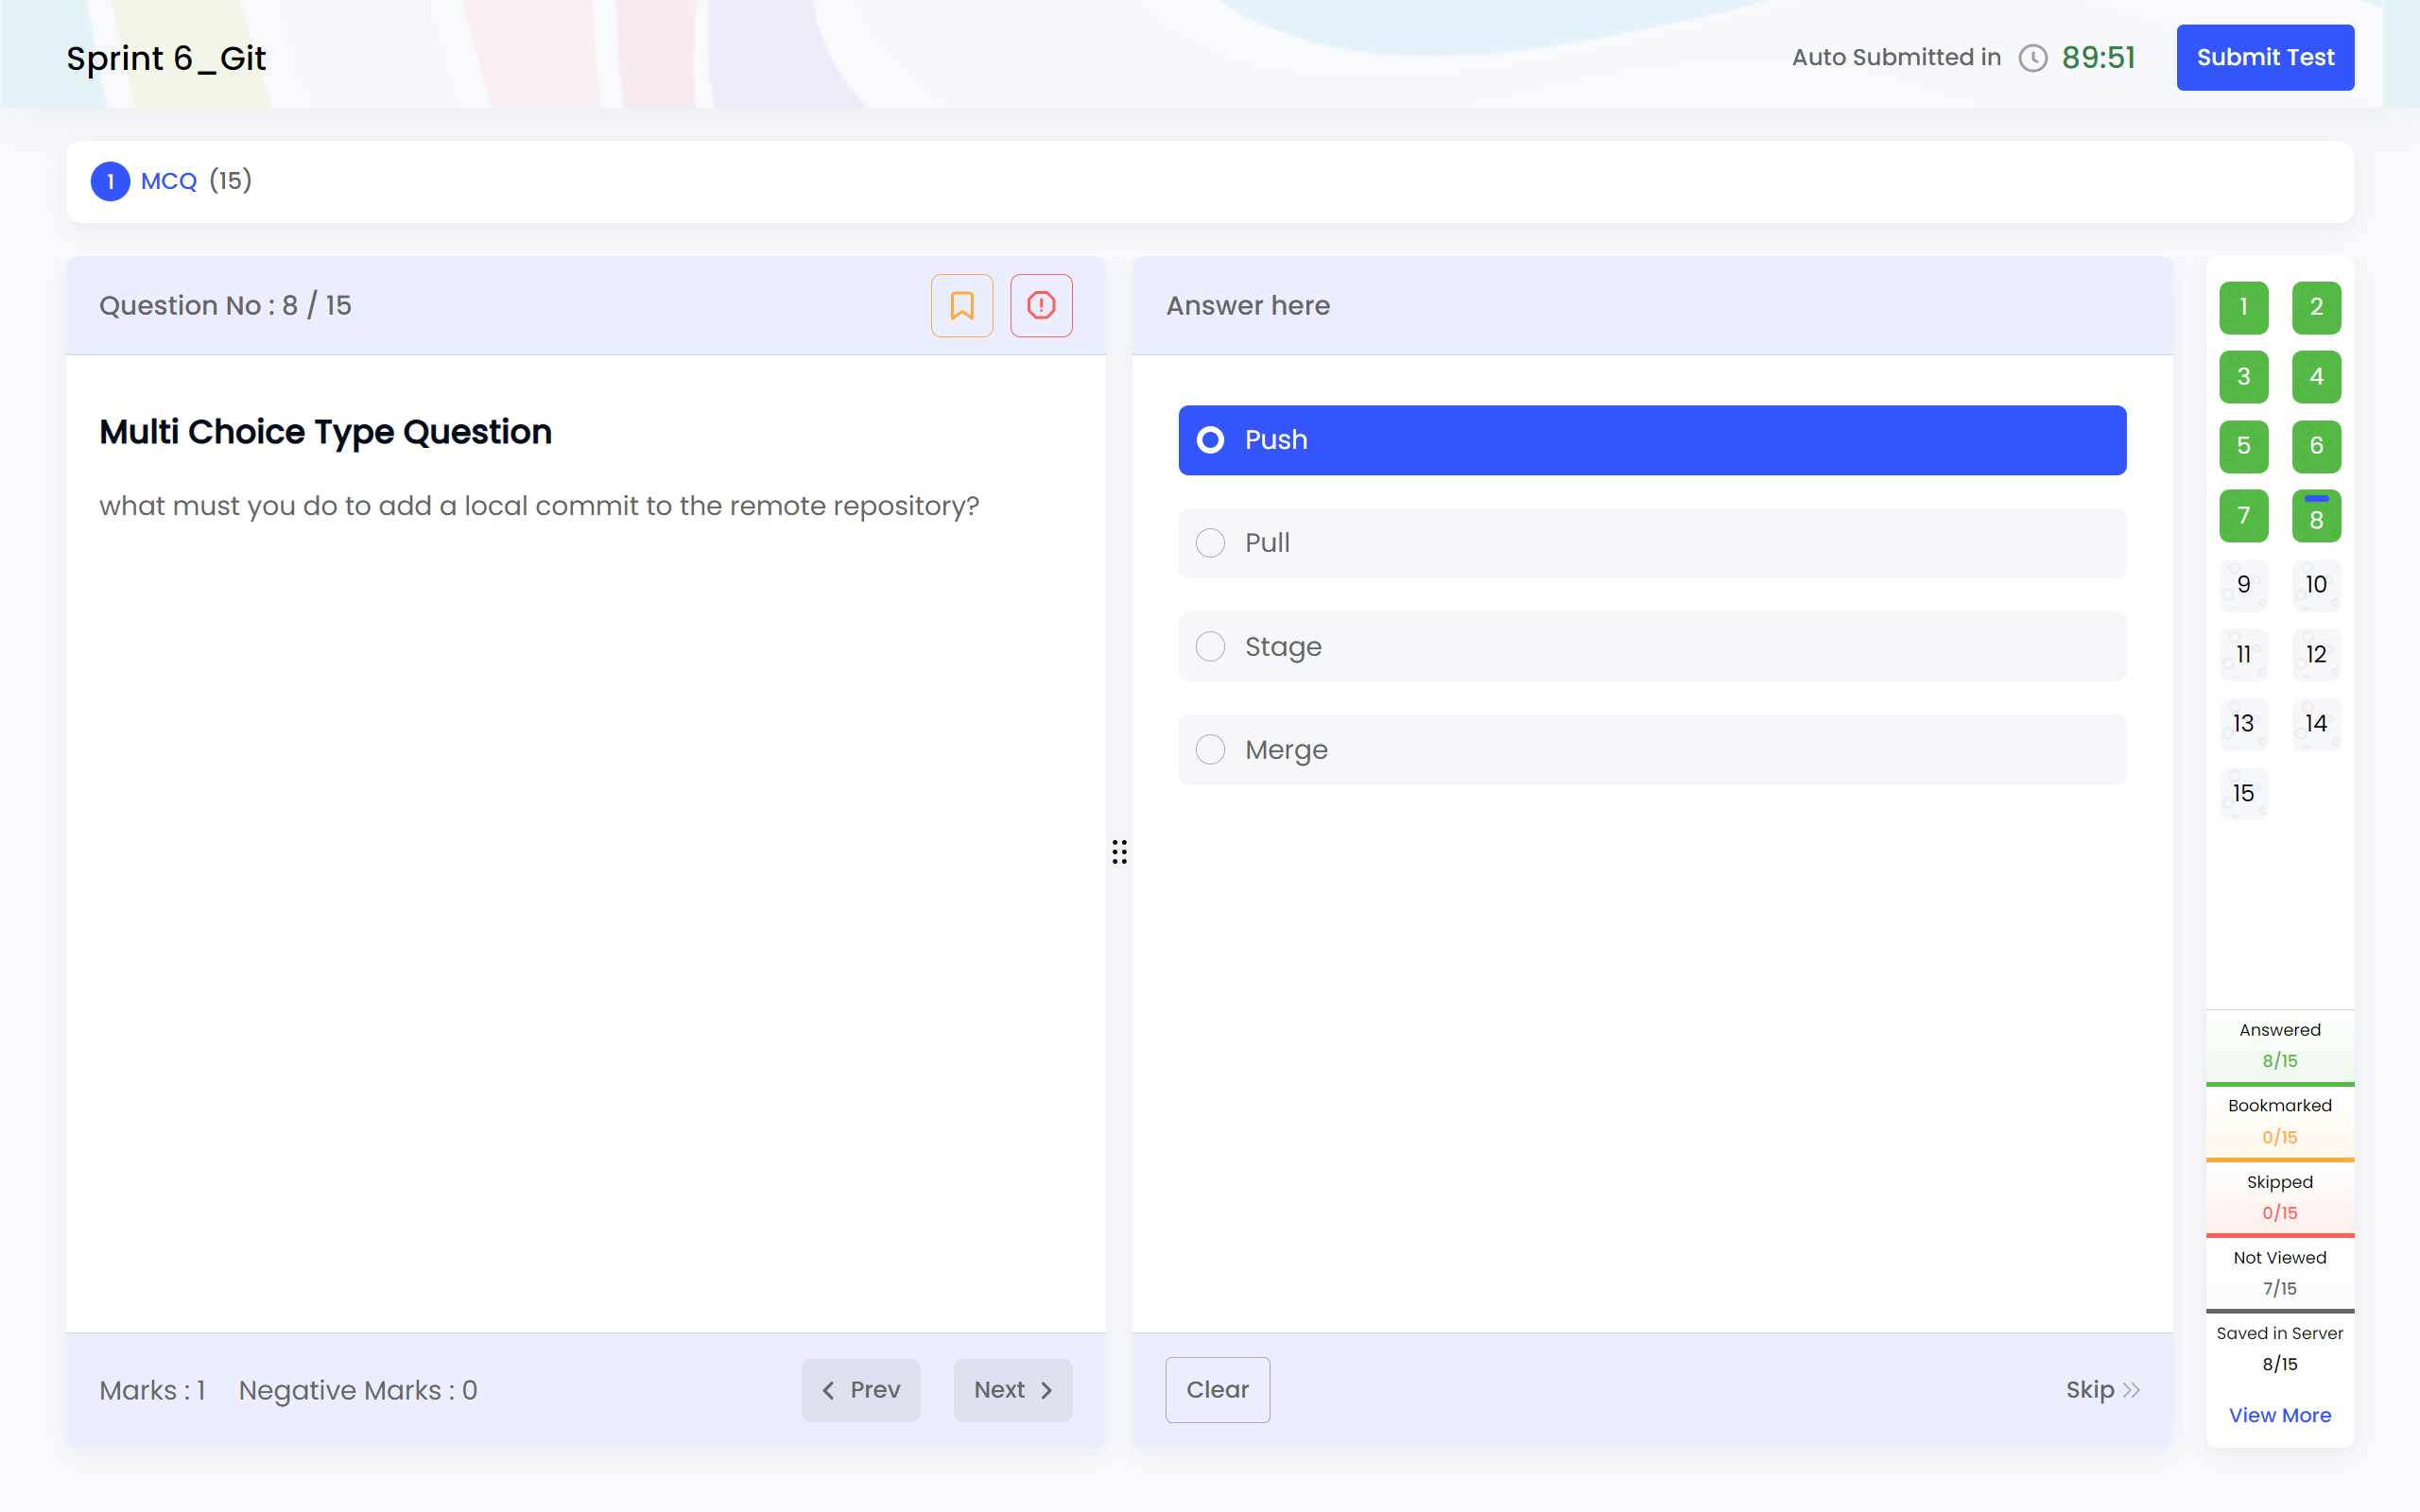 Sprint 6_Git
Auto Submitted in 89:51
Submit Test
1 MCQ (15)
Question No : 8 / 15
Multi Choice Type Question
what must you do to add a local commit to the remote repository?
Marks : 1 Negative Marks : 0
Prev
Next
Answer here
Push
Pull
Stage
Merge
Clear
Skip
1 2
3 4
5 6
7 8
9 10
11 12
13 14
15
Answered
8/15
Bookmarked
0/15
Skipped
0/15
Not Viewed
7/15
Saved in Server
8/15
View More